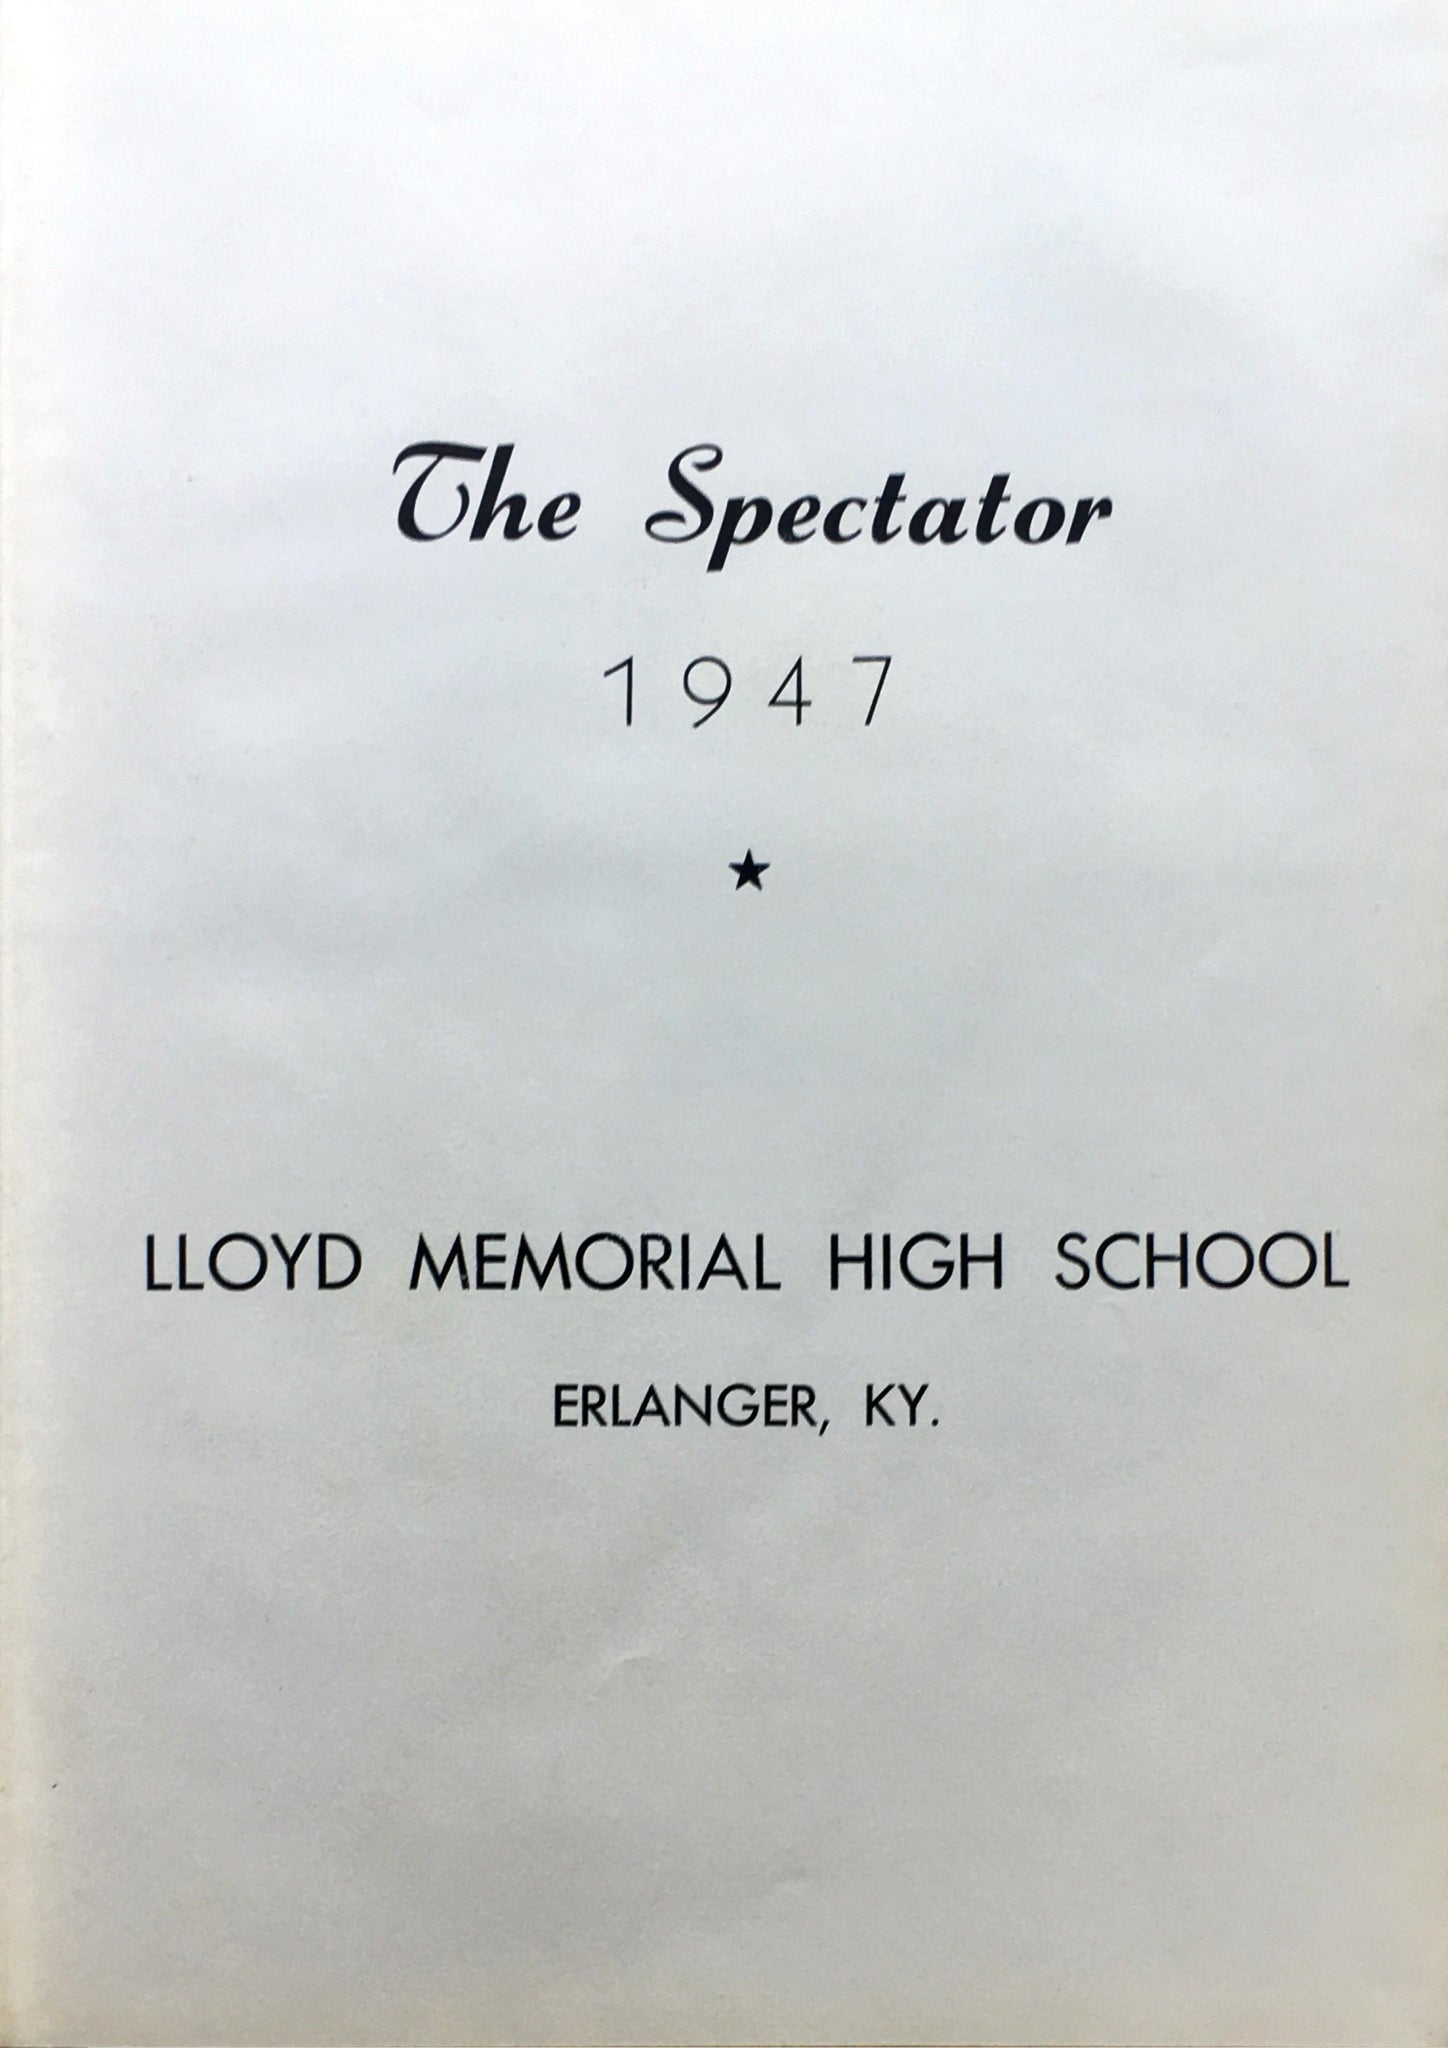 The Spectator
1947
★
LLOYD MEMORIAL HIGH SCHOOL
ERLANGER, KY.